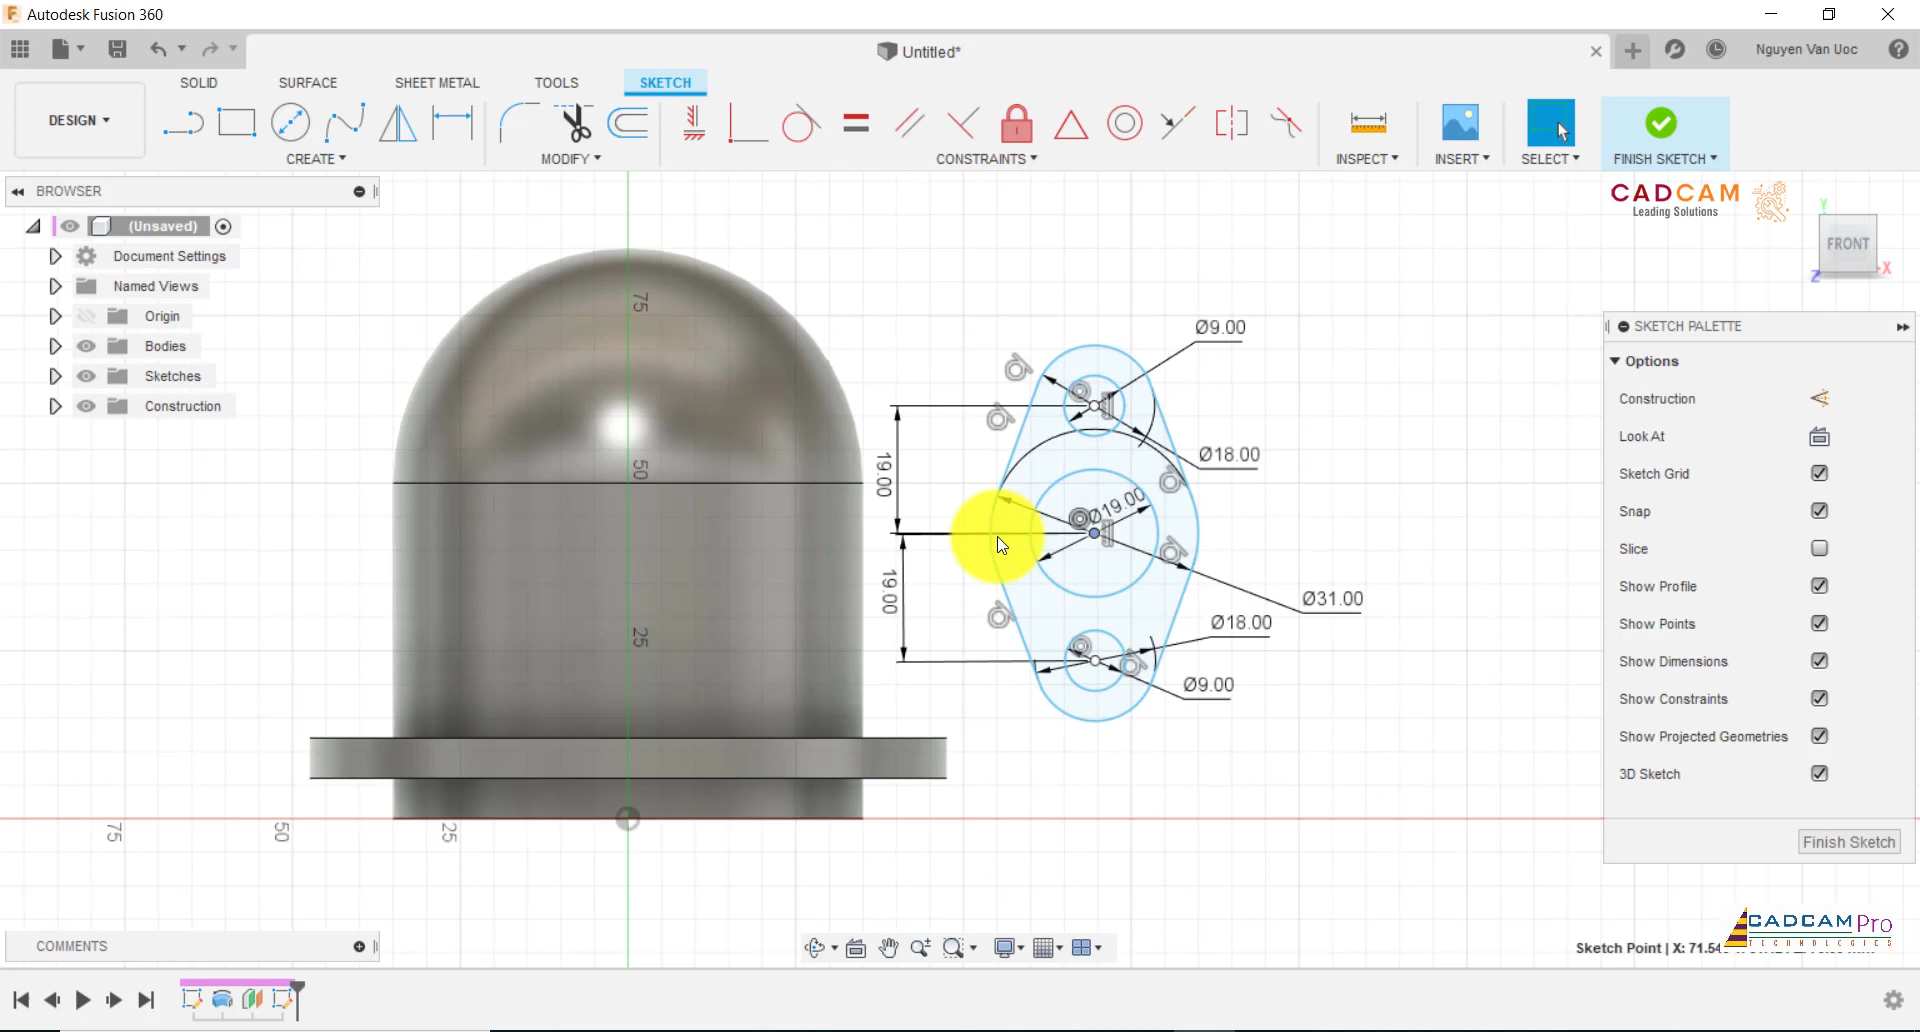 Autodesk Fusion 360
Untitled*
Nguyen Van Uoc
SOLID SURFACE SHEET METAL TOOLS SKETCH
DESIGN
CREATE MODIFY CONSTRAINTS INSPECT INSERT SELECT FINISH SKETCH
BROWSER
(Unsaved)
Document Settings
Named Views
Origin
Bodies
Sketches
Construction
CADCAM
Leading Solutions
Y
FRONT
X
Z
75
50
25
75
50
25
Ø9.00
Ø18.00
19.00
Ø19.00
19.00
Ø31.00
Ø18.00
Ø9.00
SKETCH PALETTE
Options
Construction
Look At
Sketch Grid
Snap
Slice
Show Profile
Show Points
Show Dimensions
Show Constraints
Show Projected Geometries
3D Sketch
Finish Sketch
COMMENTS
CADCAM Pro
TECHNOLOGIES
Sketch Point | X: 71.54